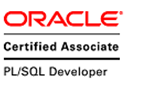 ORACLE
Certified Associate
PL/SQL Developer